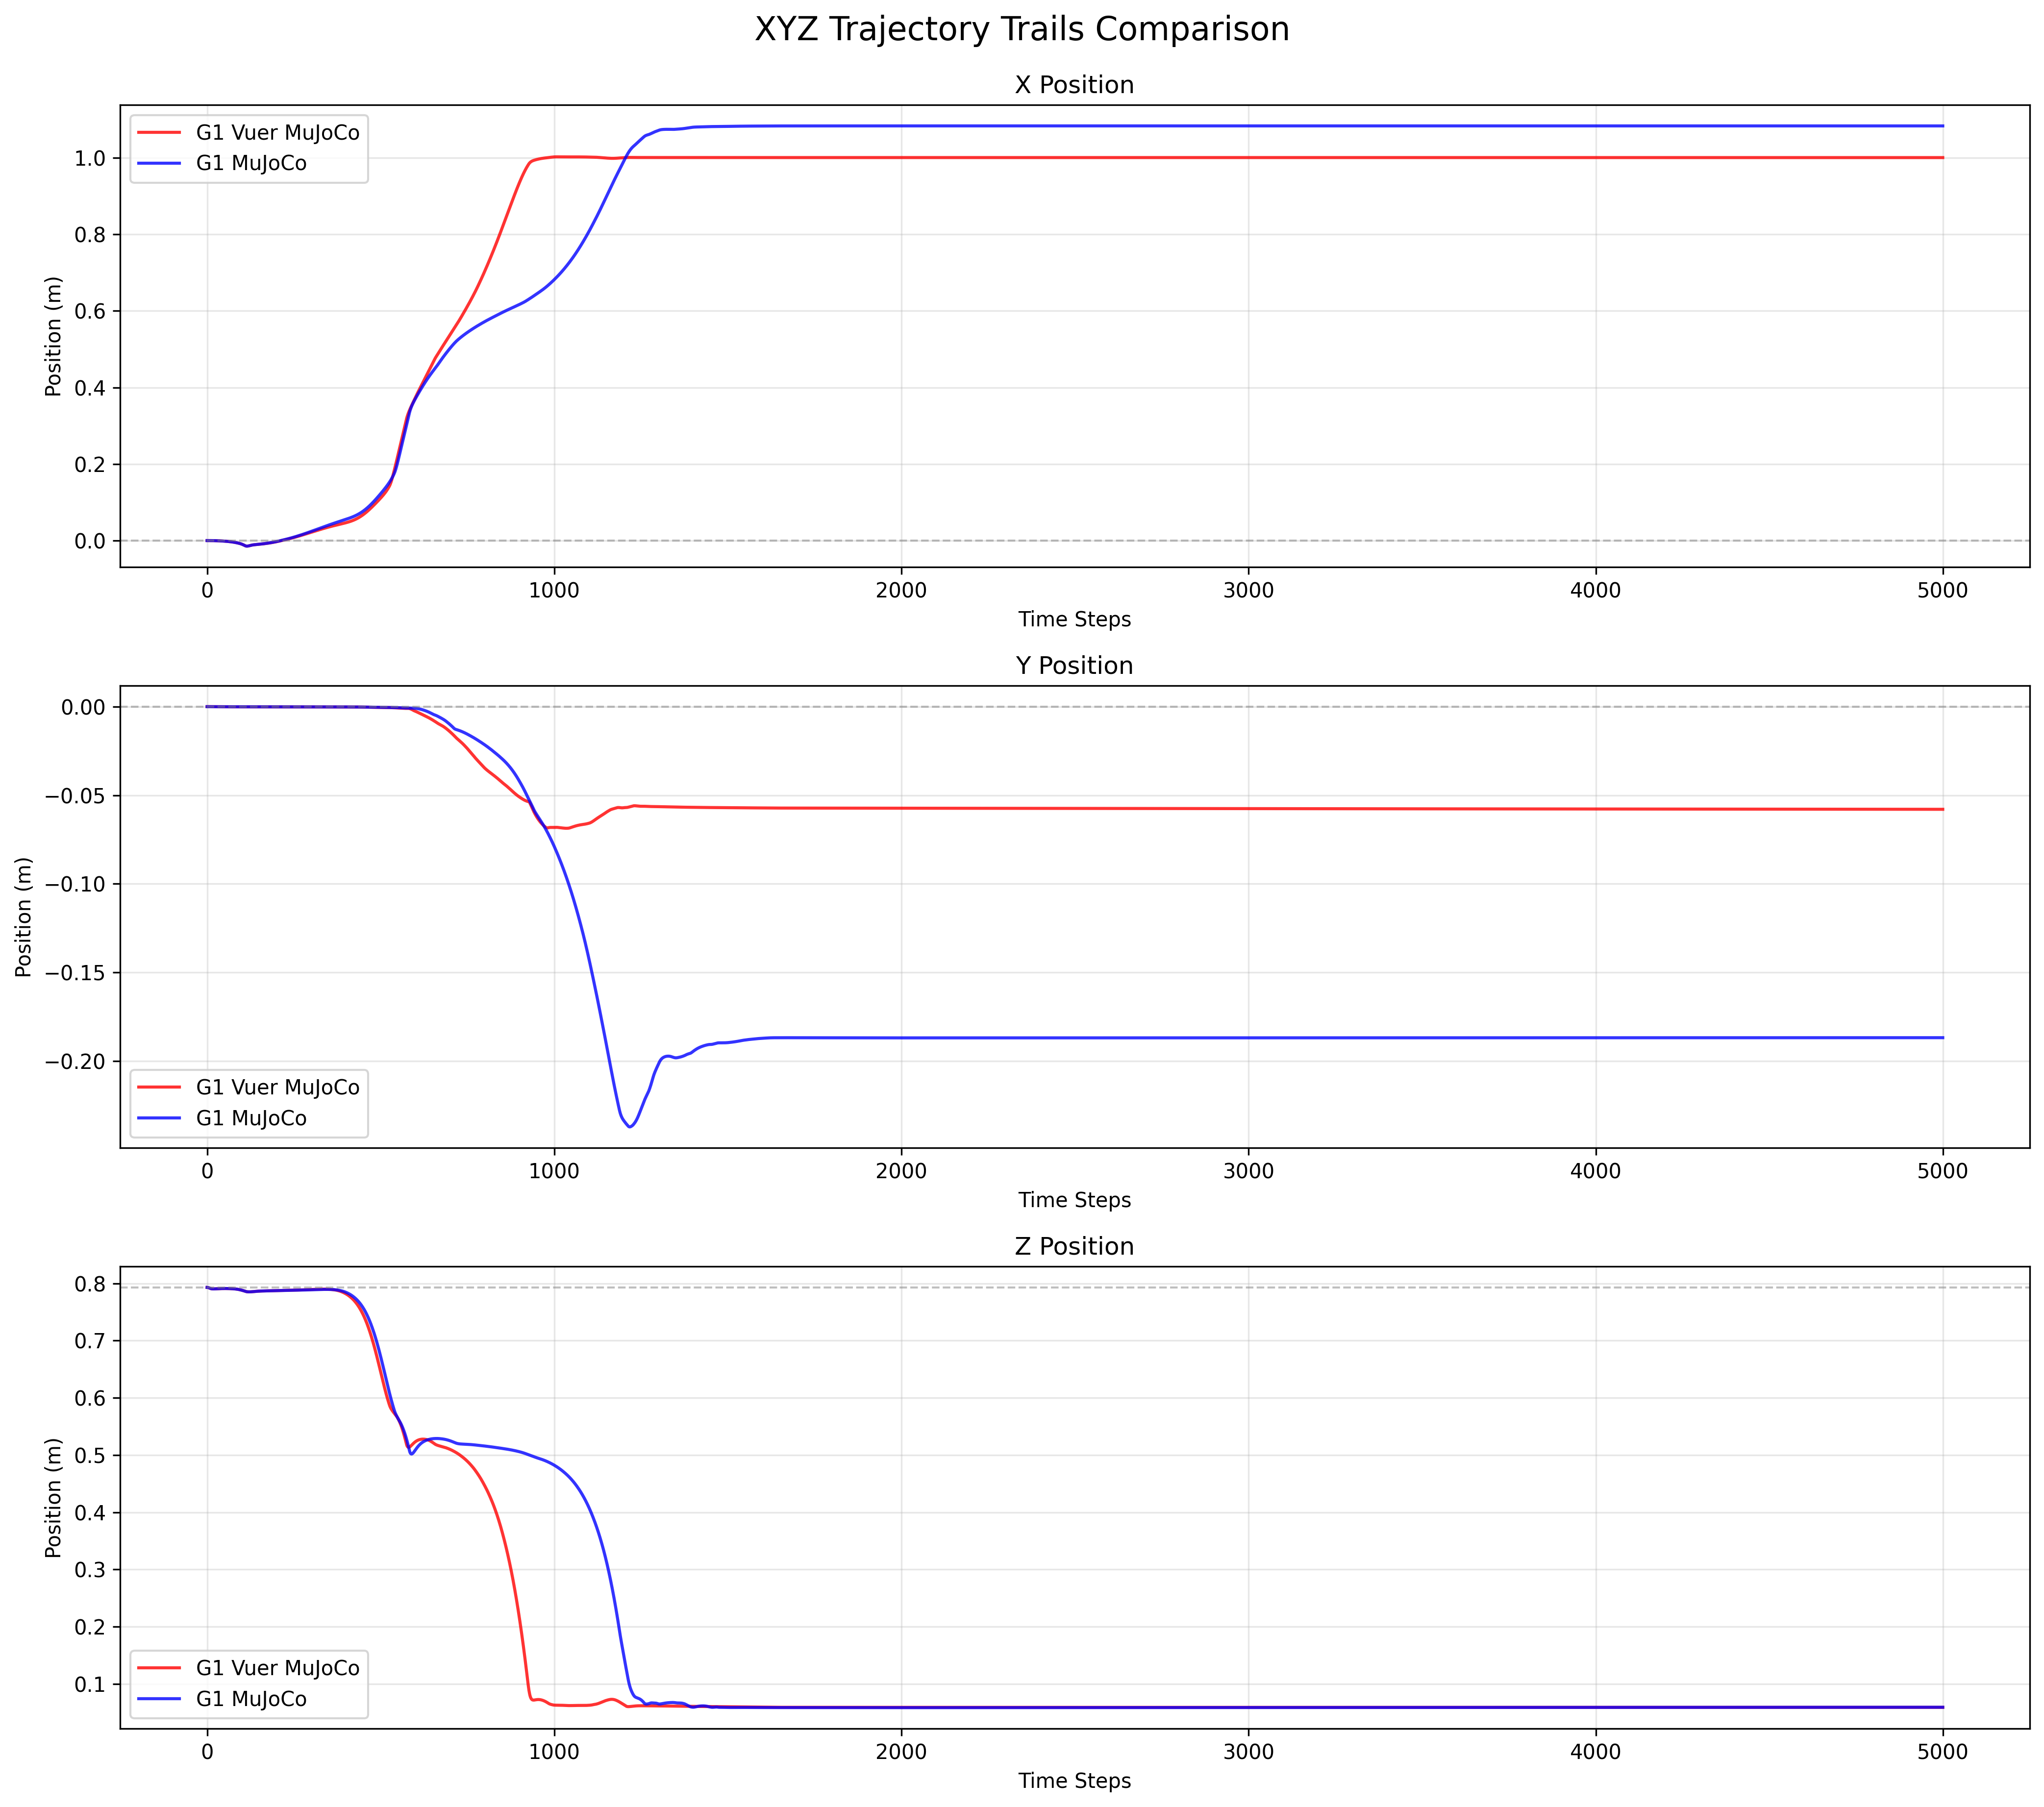 XYZ Trajectory Trails Comparison
X Position
G1 Vuer MuJoCo
G1 MuJoCo
Position (m)
1.0
0.8
0.6
0.4
0.2
0.0
0 1000 2000 3000 4000 5000
Time Steps
Y Position
Position (m)
0.00
−0.05
−0.10
−0.15
−0.20
G1 Vuer MuJoCo
G1 MuJoCo
0 1000 2000 3000 4000 5000
Time Steps
Z Position
Position (m)
0.8
0.7
0.6
0.5
0.4
0.3
0.2
0.1
G1 Vuer MuJoCo
G1 MuJoCo
0 1000 2000 3000 4000 5000
Time Steps